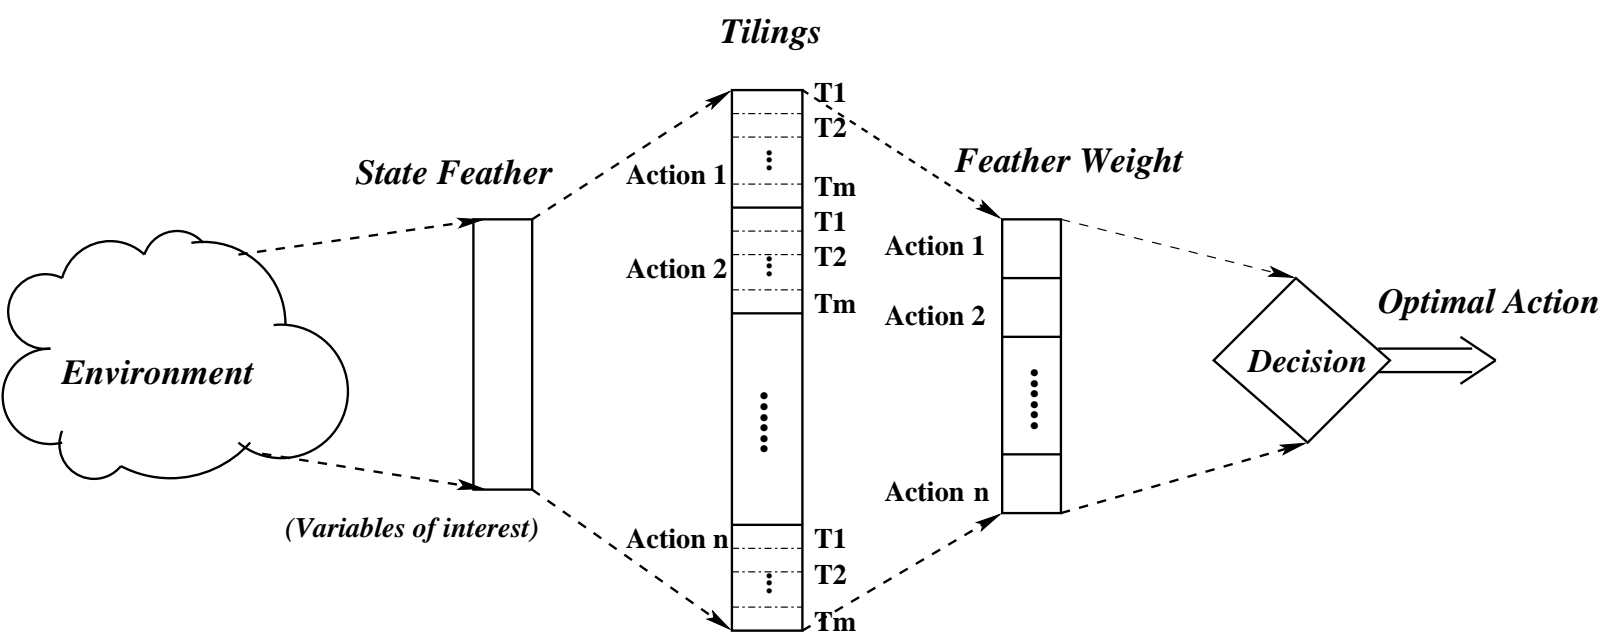 Tilings
State Feather
Environment
(Variables of interest)
Action 1
T1
T2
Tm
Action 2
T1
T2
Tm
Action n
T1
T2
Tm
Feather Weight
Action 1
Action 2
Action n
Decision
Optimal Action